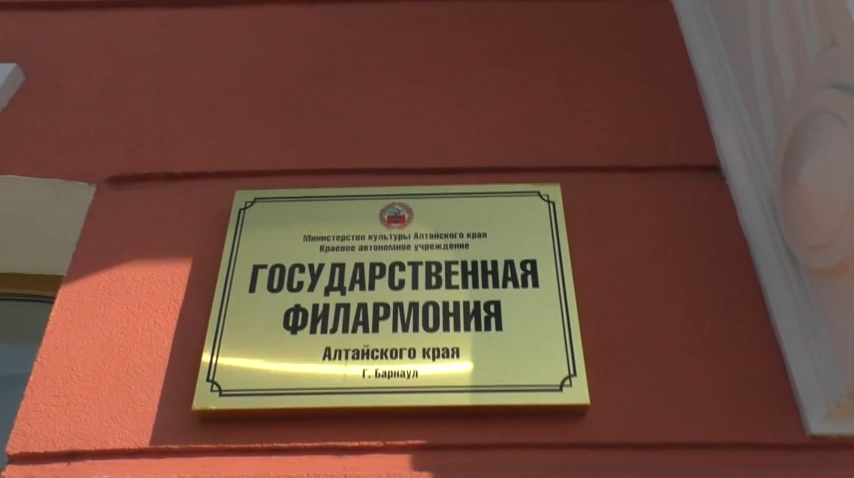 Министерство культуры Алтайского края
Краевое автономное учреждение
ГОСУДАРСТВЕННАЯ
ФИЛАРМОНИЯ
Алтайского края
Г. Барнаул